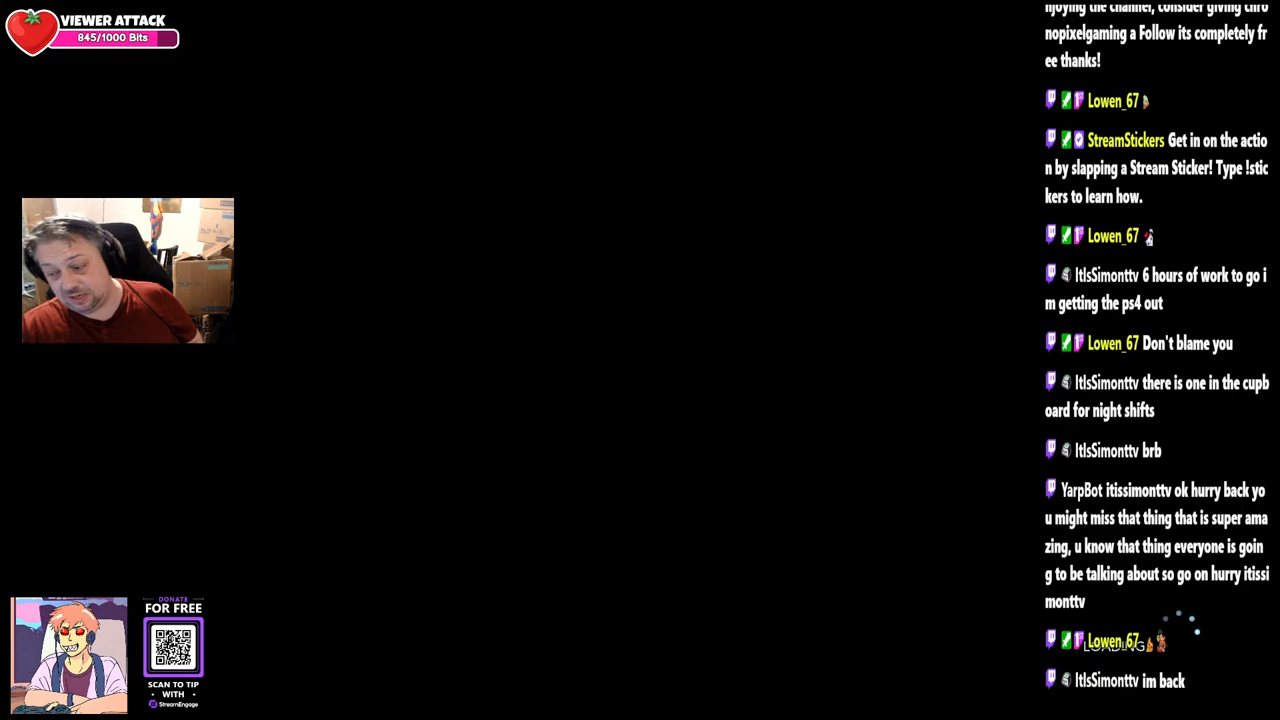 VIEWER ATTACK
845/1000 Bits
njoying the channel, consider giving chro
nopixelgaming a Follow its completely fr
ee thanks!
Lowen_67
StreamStickers Get in on the actio
n by slapping a Stream Sticker! Type !stic
kers to learn how.
Lowen_67
ItIsSimonttv 6 hours of work to go i
m getting the ps4 out
Lowen_67 Don't blame you
ItIsSimonttv there is one in the cupb
oard for night shifts
ItIsSimonttv brb
YarpBot itissimonttv ok hurry back yo
u might miss that thing that is super ama
zing, u know that thing everyone is goin
g to be talking about so go on hurry itissi
monttv
Lowen_67
LOADING
ItIsSimonttv im back
DONATE
FOR FREE
SCAN TO TIP
WITH
StreamEngage